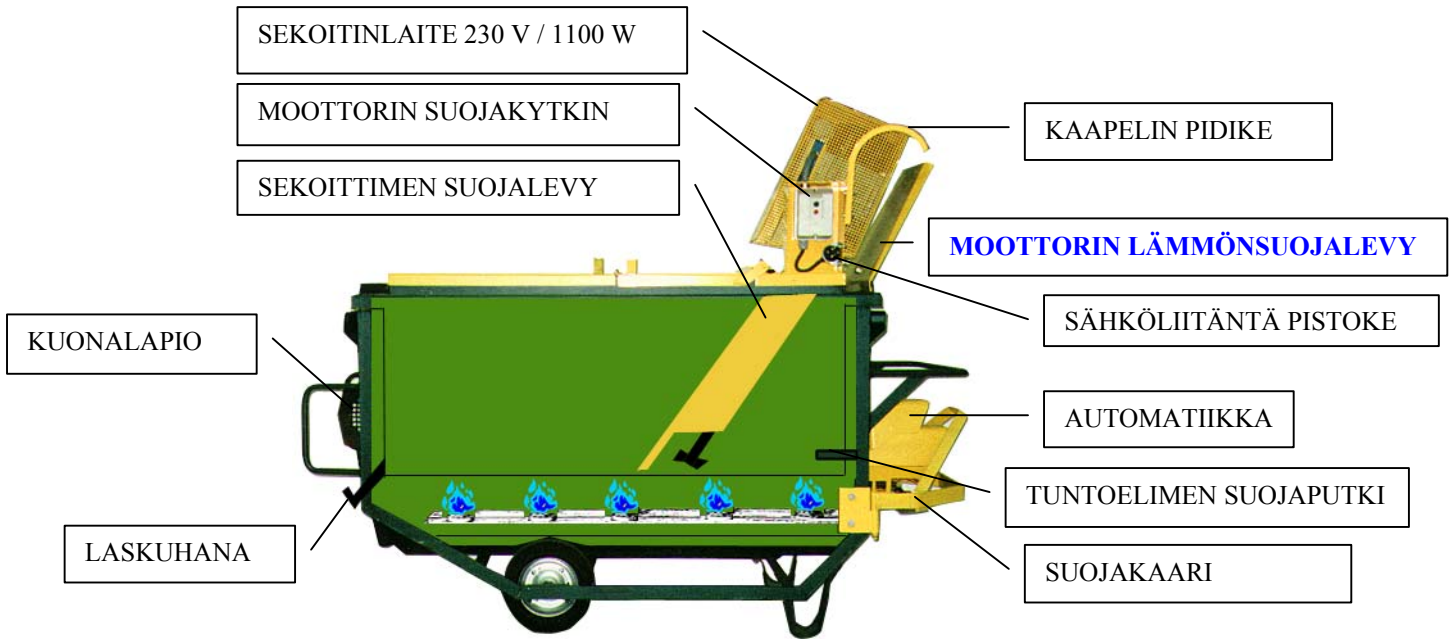 SEKOITINLAITE 230 V / 1100 W
MOOTTORIN SUOJAKYTKIN
SEKOITTIMEN SUOJALEVY
KUONALAPIO
LASKUHANA
KAAPELIN PIDIKE
MOOTTORIN LÄMMÖNSUOJALEVY
SÄHKÖLIITÄNTÄ PISTOKE
AUTOMATIIKKA
TUNTOELIMEN SUOJAPUTKI
SUOJAKAARI